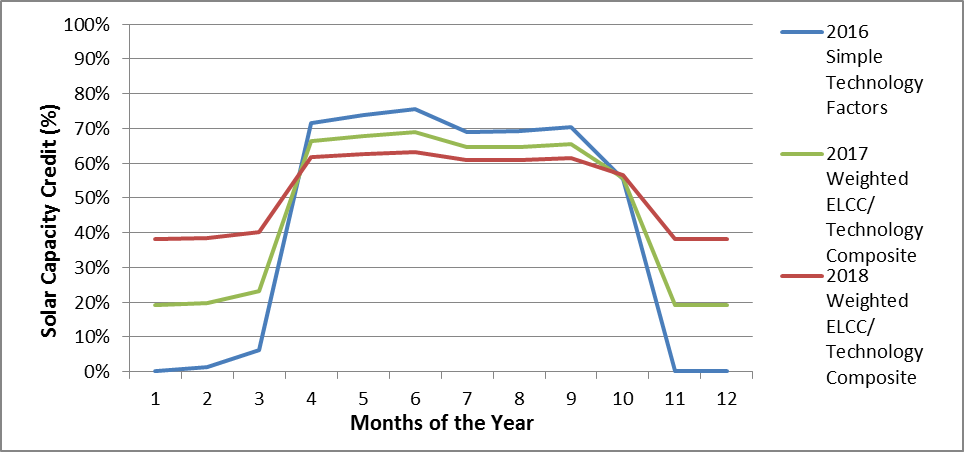 100%
90%
80%
70%
60%
50%
40%
30%
20%
10%
0%
Solar Capacity Credit (%)
1 2 3 4 5 6 7 8 9 10 11 12
Months of the Year
2016
Simple
Technology
Factors
2017
Weighted
ELCC/
Technology
Composite
2018
Weighted
ELCC/
Technology
Composite